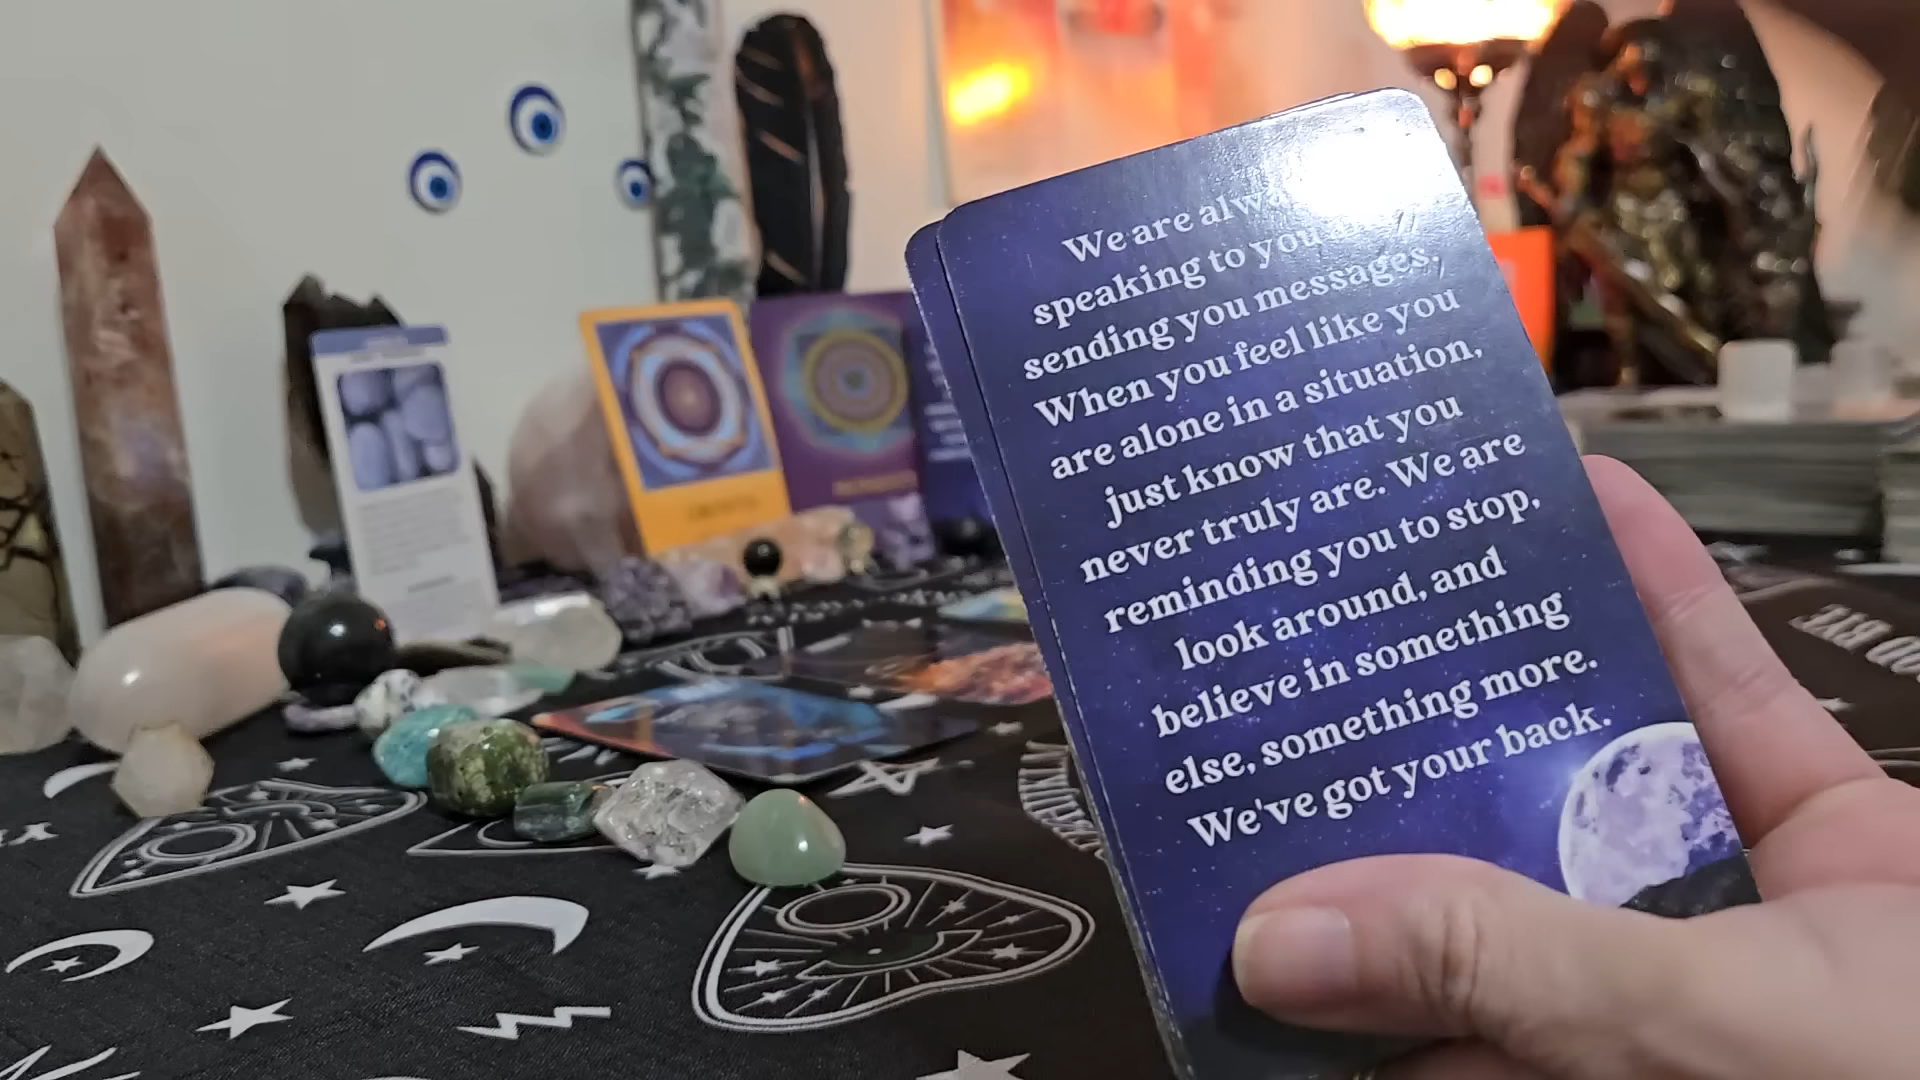 We are
speaking to you
sending you messages.
When you feel like you
are alone in a situation,
just know that you
never truly are. We are
reminding you to stop,
look around, and
believe in something
else, something more.
We've got your back.
GOOD BYE